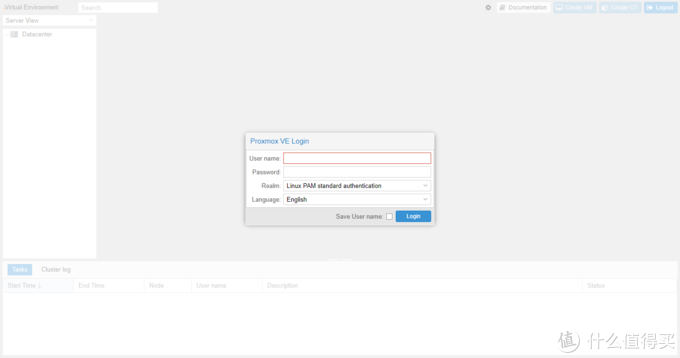 Virtual Environment Search Documentation Create VM Create CT Logout
Server View
Datacenter
Proxmox VE Login
User name:
Password:
Realm: Linux PAM standard authentication
Language: English
Save User name: Login
Tasks Cluster log
Start Time End Time Node User name Description Status
值 什么值得买